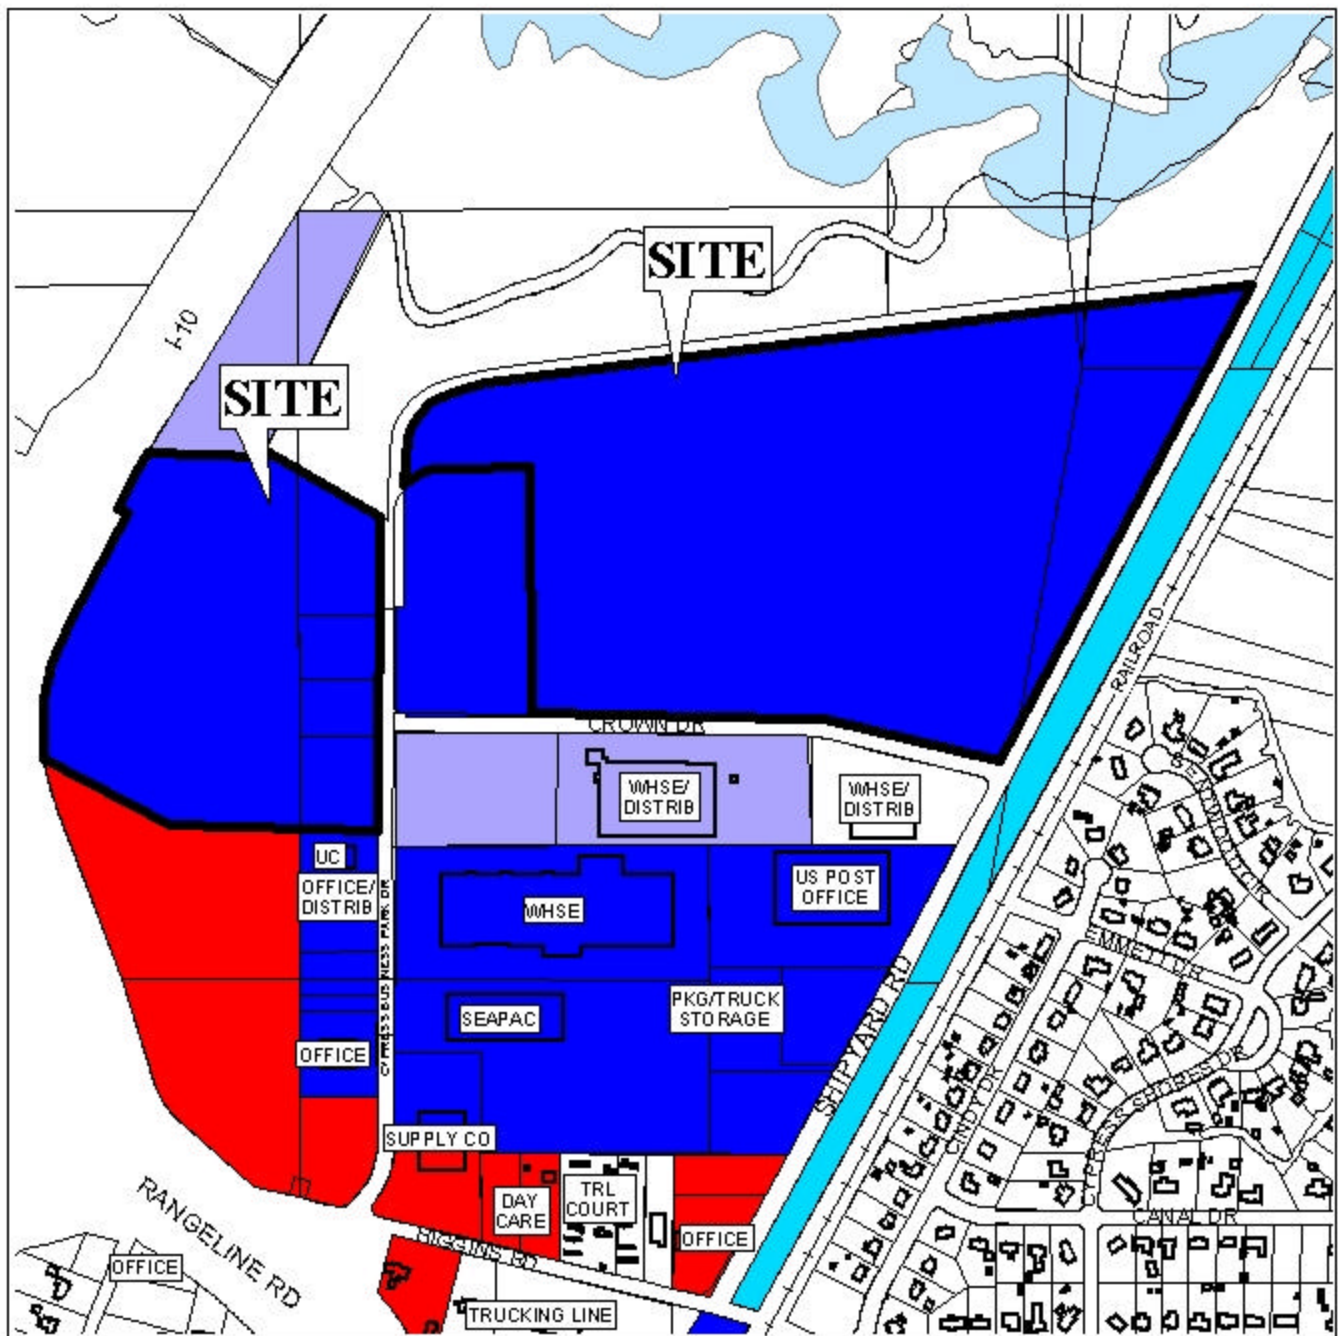 SITE
I-10
SITE
RAILROAD
CROWN DR
WHSE/
DISTRIB
WHSE/
DISTRIB
UC
OFFICE/
DISTRIB
WHSE
US POST
OFFICE
CYPRESS BUSINESS PARK DR
EMMETT DR
SEAPAC
PKG/TRUCK
STORAGE
OFFICE
SHIPYARD RD
CINDY DR
CYPRESS SHORES DR
SUPPLY CO
DAY
CARE
TRL
COURT
RANGELINE RD
HIGGINS RD
OFFICE
CANAL DR
OFFICE
TRUCKING LINE